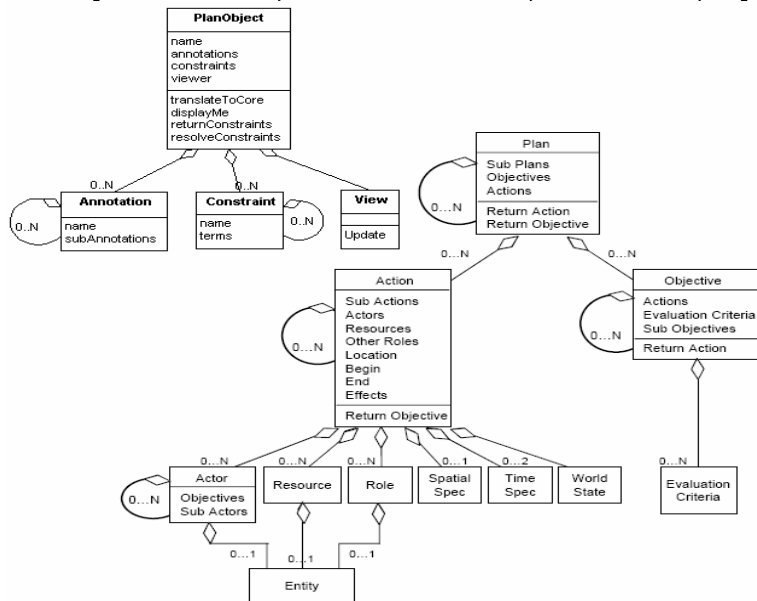 PlanObject
name
annotations
constraints
viewer
translateToCore
displayMe
returnConstraints
resolveConstraints
0..N
0..N
Annotation
name
subAnnotations
0..N
Constraint
name
terms
0..N
View
Update
Plan
Sub Plans
Objectives
Actions
Return Action
Return Objective
0...N
0...N
0...N
Action
Sub Actions
Actors
Resources
Other Roles
Location
Begin
End
Effects
Return Objective
0...N
Objective
Actions
Evaluation Criteria
Sub Objectives
Return Action
0...N
0...N
0...N
0...N
0...1
0...2
0...N
Actor
Objectives
Sub Actors
0...N
Resource
Role
Spatial
Spec
Time
Spec
World
State
Evaluation
Criteria
0...1
0...1
0...1
Entity